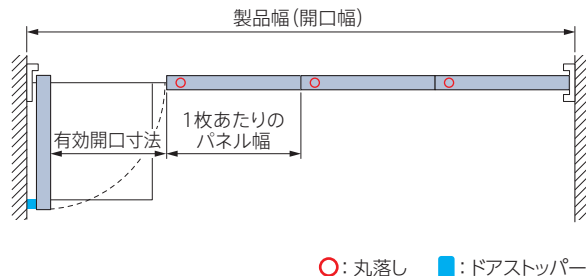 製品幅（開口幅）
有効開口寸法
1枚あたりの
パネル幅
：丸落し
：ドアストッパー